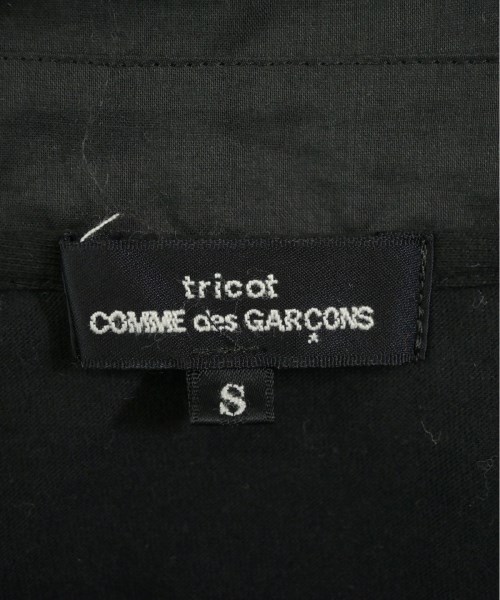 tricot
COMME des GARÇONS
*
S